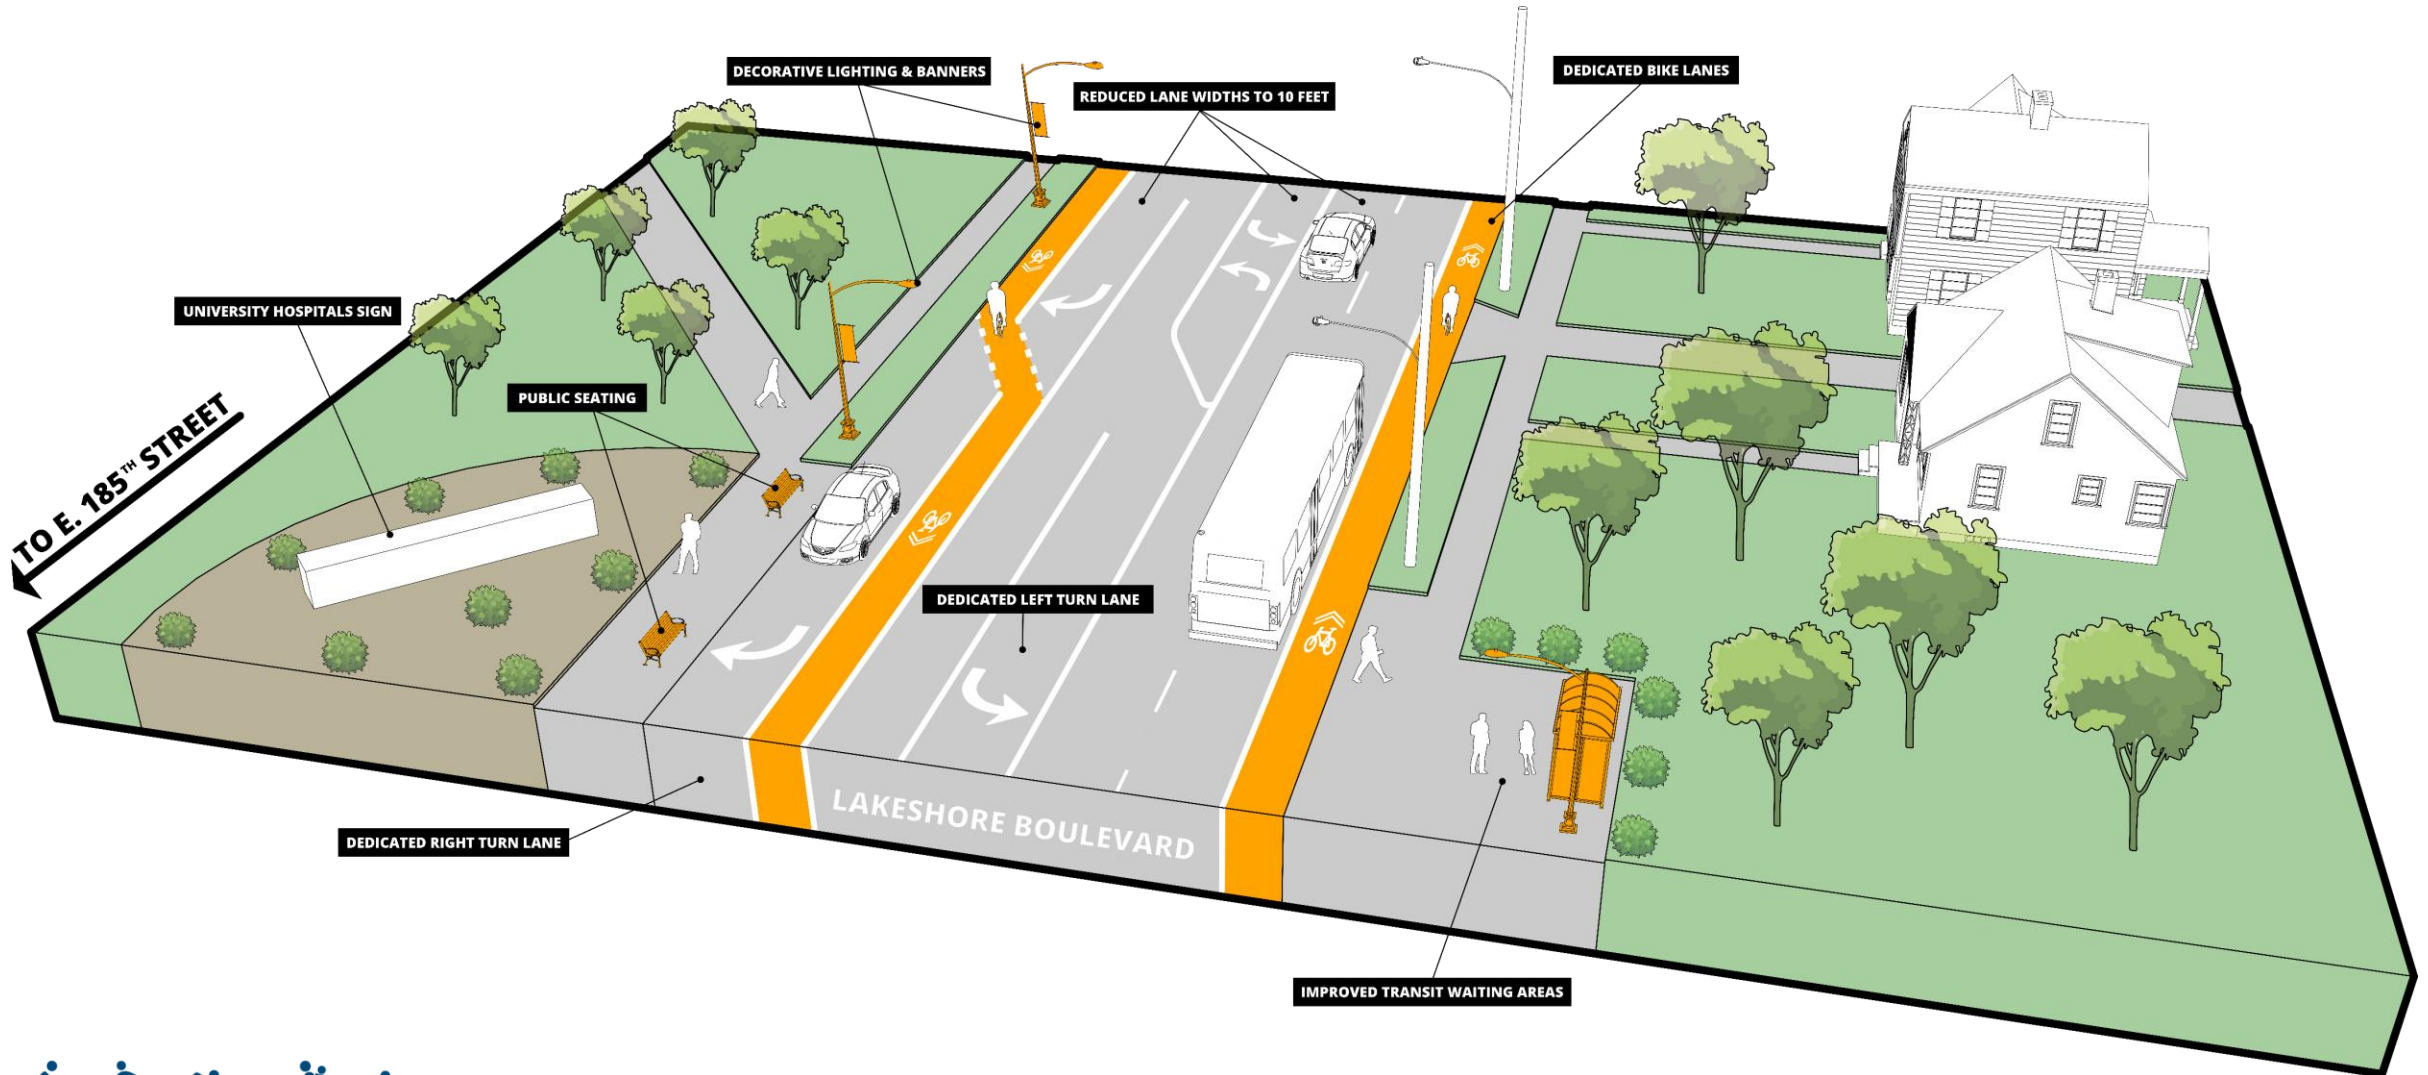 DECORATIVE LIGHTING & BANNERS
REDUCED LANE WIDTHS TO 10 FEET
DEDICATED BIKE LANES
UNIVERSITY HOSPITALS SIGN
PUBLIC SEATING
TO E. 185TH STREET
DEDICATED LEFT TURN LANE
LAKESHORE BOULEVARD
DEDICATED RIGHT TURN LANE
IMPROVED TRANSIT WAITING AREAS